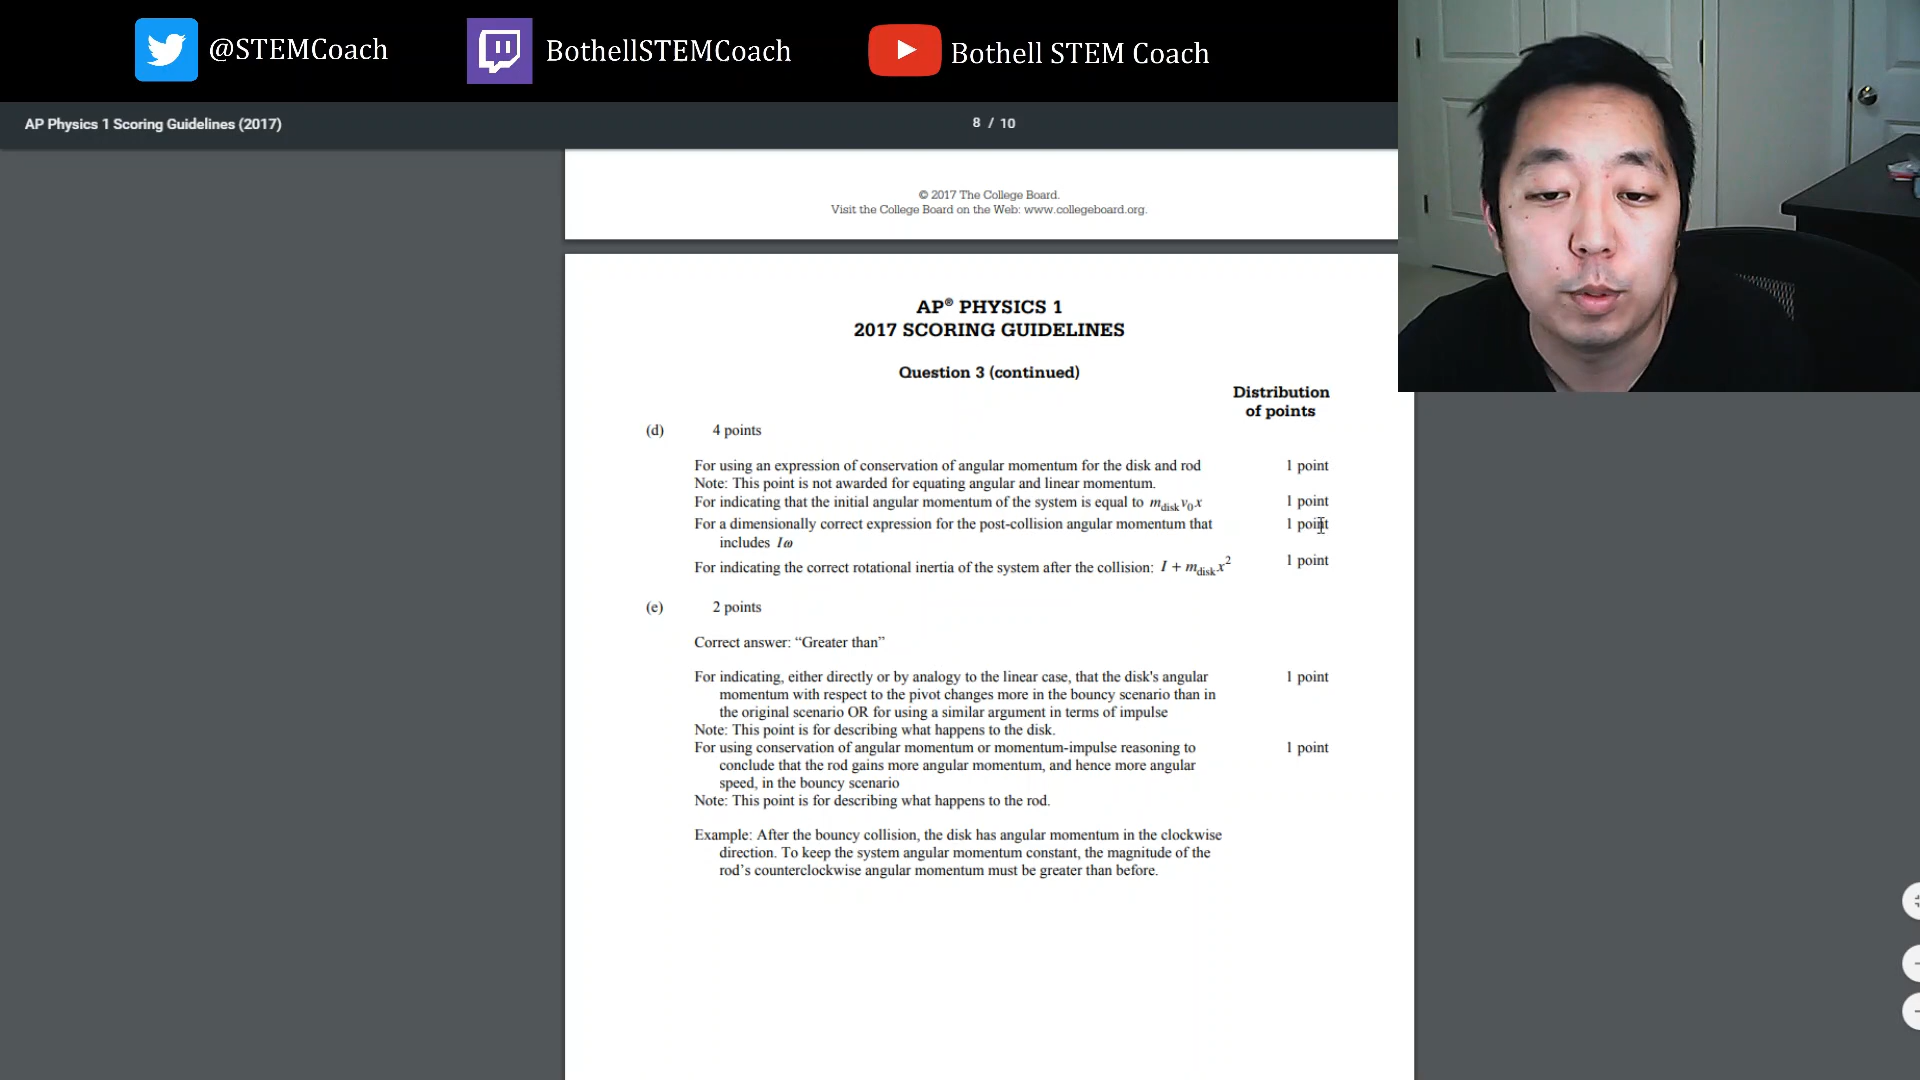 @STEMCoach
BothellSTEMCoach
Bothell STEM Coach
AP Physics 1 Scoring Guidelines (2017)
8 / 10
© 2017 The College Board.
Visit the College Board on the Web: www.collegeboard.org.
AP® PHYSICS 1
2017 SCORING GUIDELINES
Question 3 (continued)
Distribution
of points
(d) 4 points
For using an expression of conservation of angular momentum for the disk and rod 1 point
Note: This point is not awarded for equating angular and linear momentum.
For indicating that the initial angular momentum of the system is equal to m_disk v_0 x 1 point
For a dimensionally correct expression for the post-collision angular momentum that 1 point
includes Iω
For indicating the correct rotational inertia of the system after the collision: I + m_disk x² 1 point
(e) 2 points
Correct answer: “Greater than”
For indicating, either directly or by analogy to the linear case, that the disk's angular 1 point
momentum with respect to the pivot changes more in the bouncy scenario than in
the original scenario OR for using a similar argument in terms of impulse
Note: This point is for describing what happens to the disk.
For using conservation of angular momentum or momentum-impulse reasoning to 1 point
conclude that the rod gains more angular momentum, and hence more angular
speed, in the bouncy scenario
Note: This point is for describing what happens to the rod.
Example: After the bouncy collision, the disk has angular momentum in the clockwise
direction. To keep the system angular momentum constant, the magnitude of the
rod’s counterclockwise angular momentum must be greater than before.